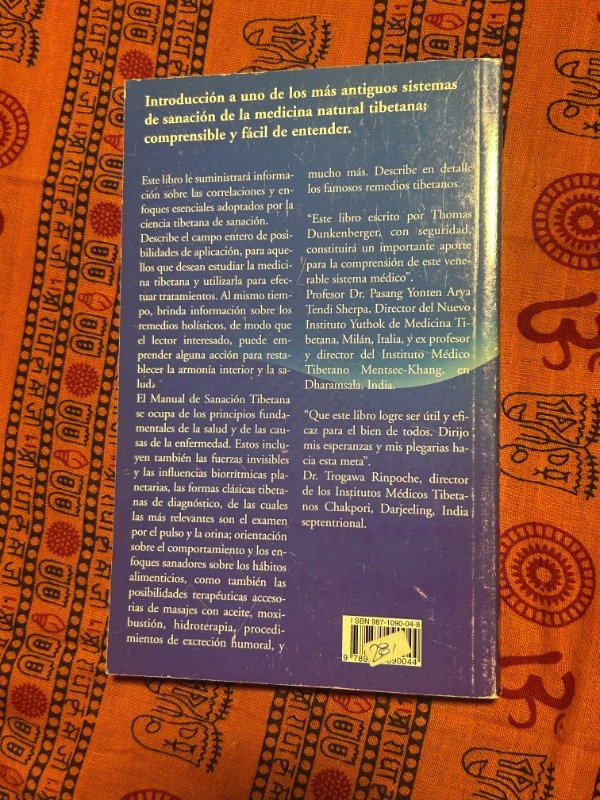 Introducción a uno de los más antiguos sistemas
de sanación de la medicina natural tibetana;
comprensible y fácil de entender.
Este libro le suministrará informa-
ción sobre las correlaciones y en-
foques esenciales adoptados por la
ciencia tibetana de sanación.
Describe el campo entero de posi-
bilidades de aplicación, para aque-
llos que desean estudiar la medici-
na tibetana y utilizarla para efec-
tuar tratamientos. Al mismo tiem-
po, brinda información sobre los
remedios holísticos, de modo que
el lector interesado, puede em-
prender alguna acción para resta-
blecer la armonía interior y la sa-
lud.
El Manual de Sanación Tibetana
se ocupa de los principios funda-
mentales de la salud y de las cau-
sas de la enfermedad. Estos inclu-
yen también las fuerzas invisibles
y las influencias biorrítmicas pla-
netarias, las formas clásicas tibeta-
nas de diagnóstico, de las cuales
las más relevantes son el examen
por el pulso y la orina; orientación
sobre el comportamiento y los en-
foques sanadores sobre los hábitos
alimenticios, como también las
posibilidades terapéuticas acceso-
rias de masajes con aceite, moxi-
bustión, hidroterapia, procedi-
mientos de excreción humoral, y
mucho más. Describe en detalle
los famosos remedios tibetanos.
“Este libro escrito por Thomas
Dunkenberger, con seguridad,
constituirá un importante aporte
para la comprensión de este vene-
rable sistema médico”.
Profesor Dr. Pasang Yonten Arya
Tendi Sherpa, Director del Nuevo
Instituto Yuthok de Medicina Ti-
betana, Milán, Italia, y ex profesor
y director del Instituto Médico
Tibetano Mentsee-Khang, en
Dharamsala, India.
“Que este libro logre ser útil y efi-
caz para el bien de todos. Dirijo
mis esperanzas y mis plegarias ha-
cia esta meta”.
Dr. Trogawa Rinpoche, director
de los Institutos Médicos Tibeta-
nos Chakpori, Darjeeling, India
septentrional.
ISBN 987-1090-04-8
9 789 090044
281